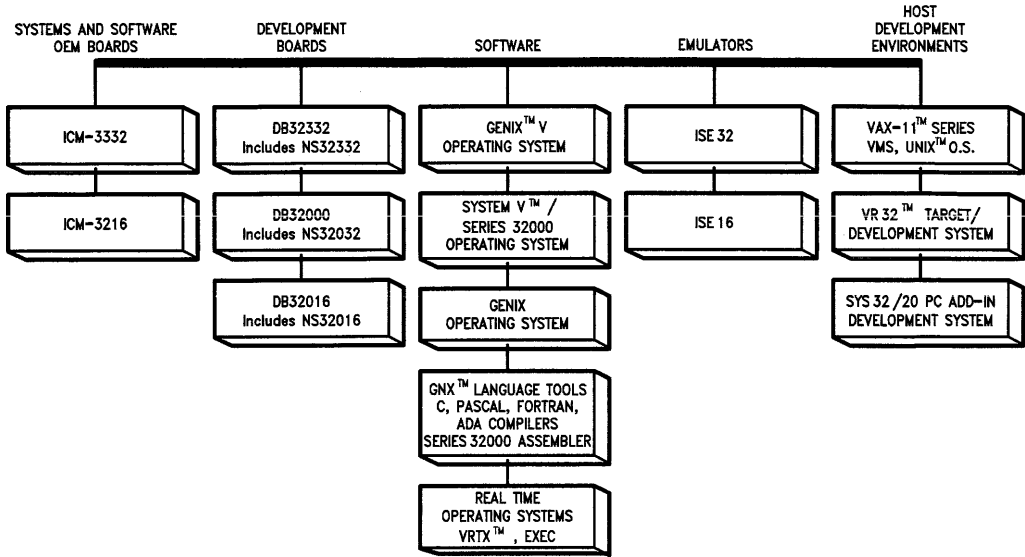 SYSTEMS AND SOFTWARE
OEM BOARDS
DEVELOPMENT
BOARDS
SOFTWARE
EMULATORS
HOST
DEVELOPMENT
ENVIRONMENTS
ICM-3332
ICM-3216
DB32332
Includes NS32332
DB32000
Includes NS32032
DB32016
Includes NS32016
GENIX™ V
OPERATING SYSTEM
SYSTEM V™ /
SERIES 32000
OPERATING SYSTEM
GENIX
OPERATING SYSTEM
GNX™ LANGUAGE TOOLS
C, PASCAL, FORTRAN,
ADA COMPILERS
SERIES 32000 ASSEMBLER
REAL TIME
OPERATING SYSTEMS
VRTX™ , EXEC
ISE 32
ISE 16
VAX-11™ SERIES
VMS, UNIX™ O.S.
VR 32™ TARGET/
DEVELOPMENT SYSTEM
SYS 32/20 PC ADD-IN
DEVELOPMENT SYSTEM